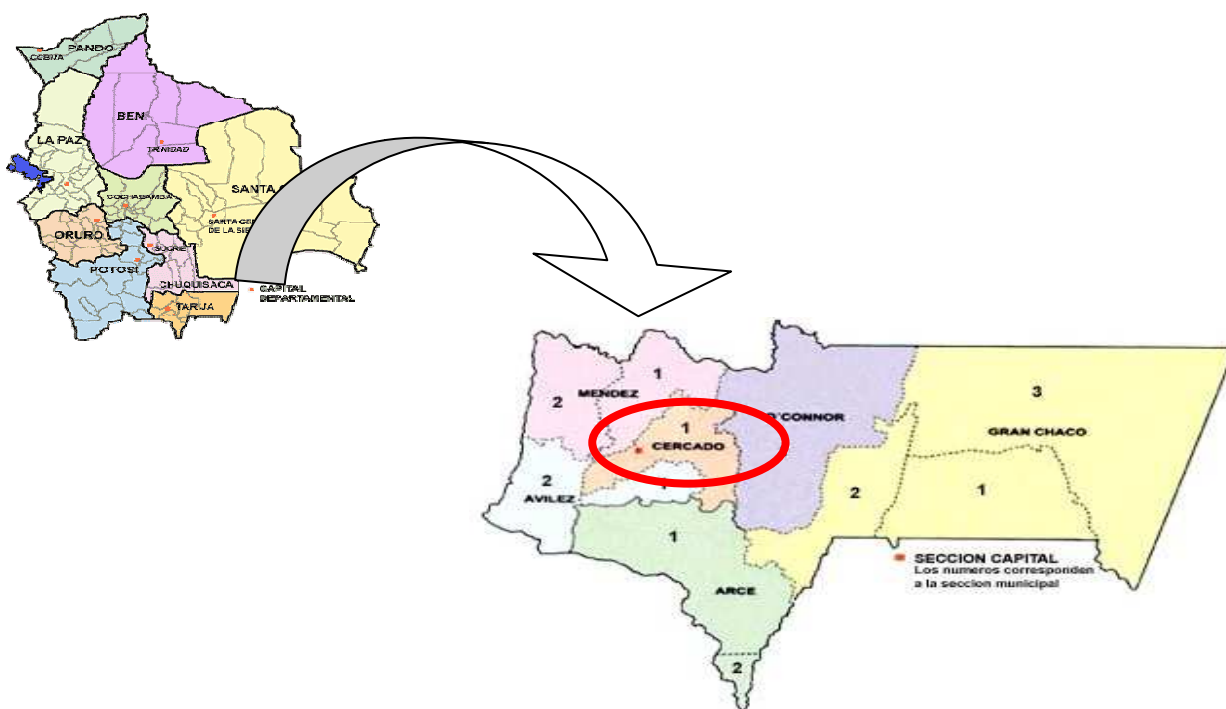 PANDO
COBIJA
BENI
LA PAZ
TRINIDAD
COCHABAMBA
SANTA
SANTA CRU
DE LA SIE
ORURO
SUCRE
POTOSI
CHUQUISACA
CAPITAL
DEPARTAMENTAL
TARIJA
1
3
MENDEZ
2
1
O'CONNOR
GRAN CHACO
CERCADO
2
1
2
1
AVILEZ
1
SECCION CAPITAL
Los numeros corresponden
a la seccion municipal
ARCE
2